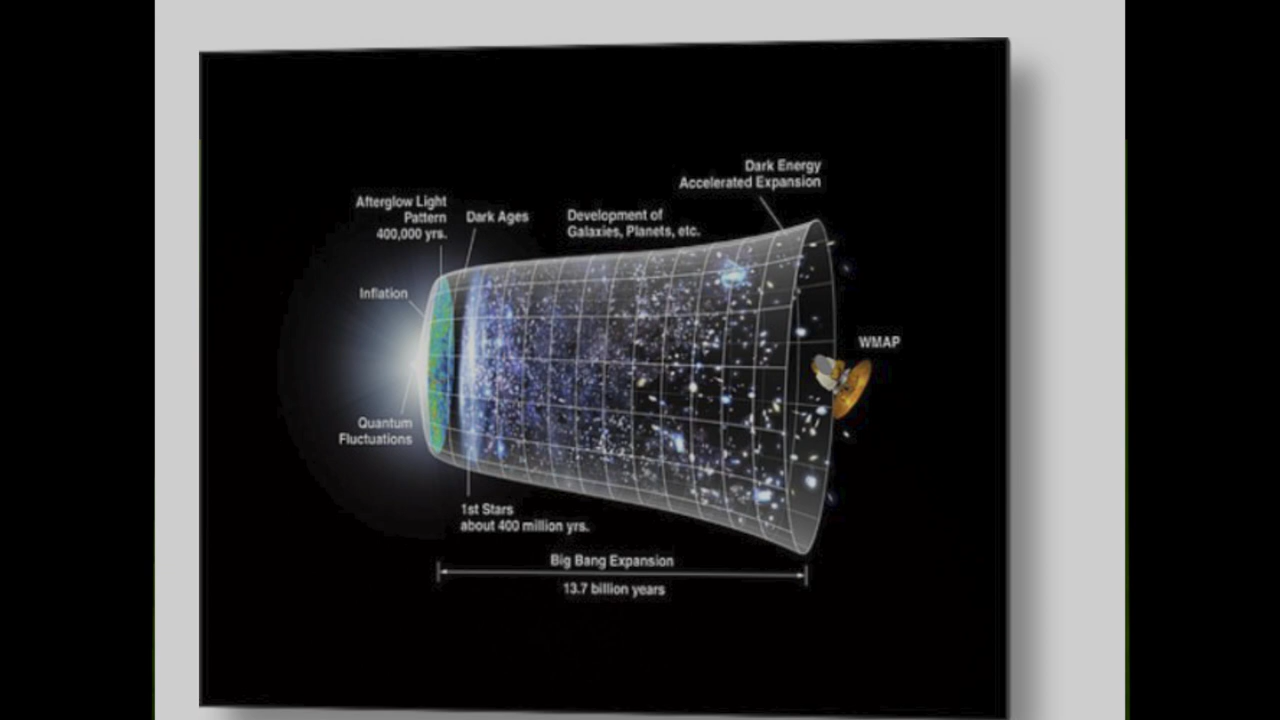 Dark Energy
Accelerated Expansion
Afterglow Light
Pattern
400,000 yrs.
Dark Ages
Development of
Galaxies, Planets, etc.
Inflation
WMAP
Quantum
Fluctuations
1st Stars
about 400 million yrs.
Big Bang Expansion
13.7 billion years